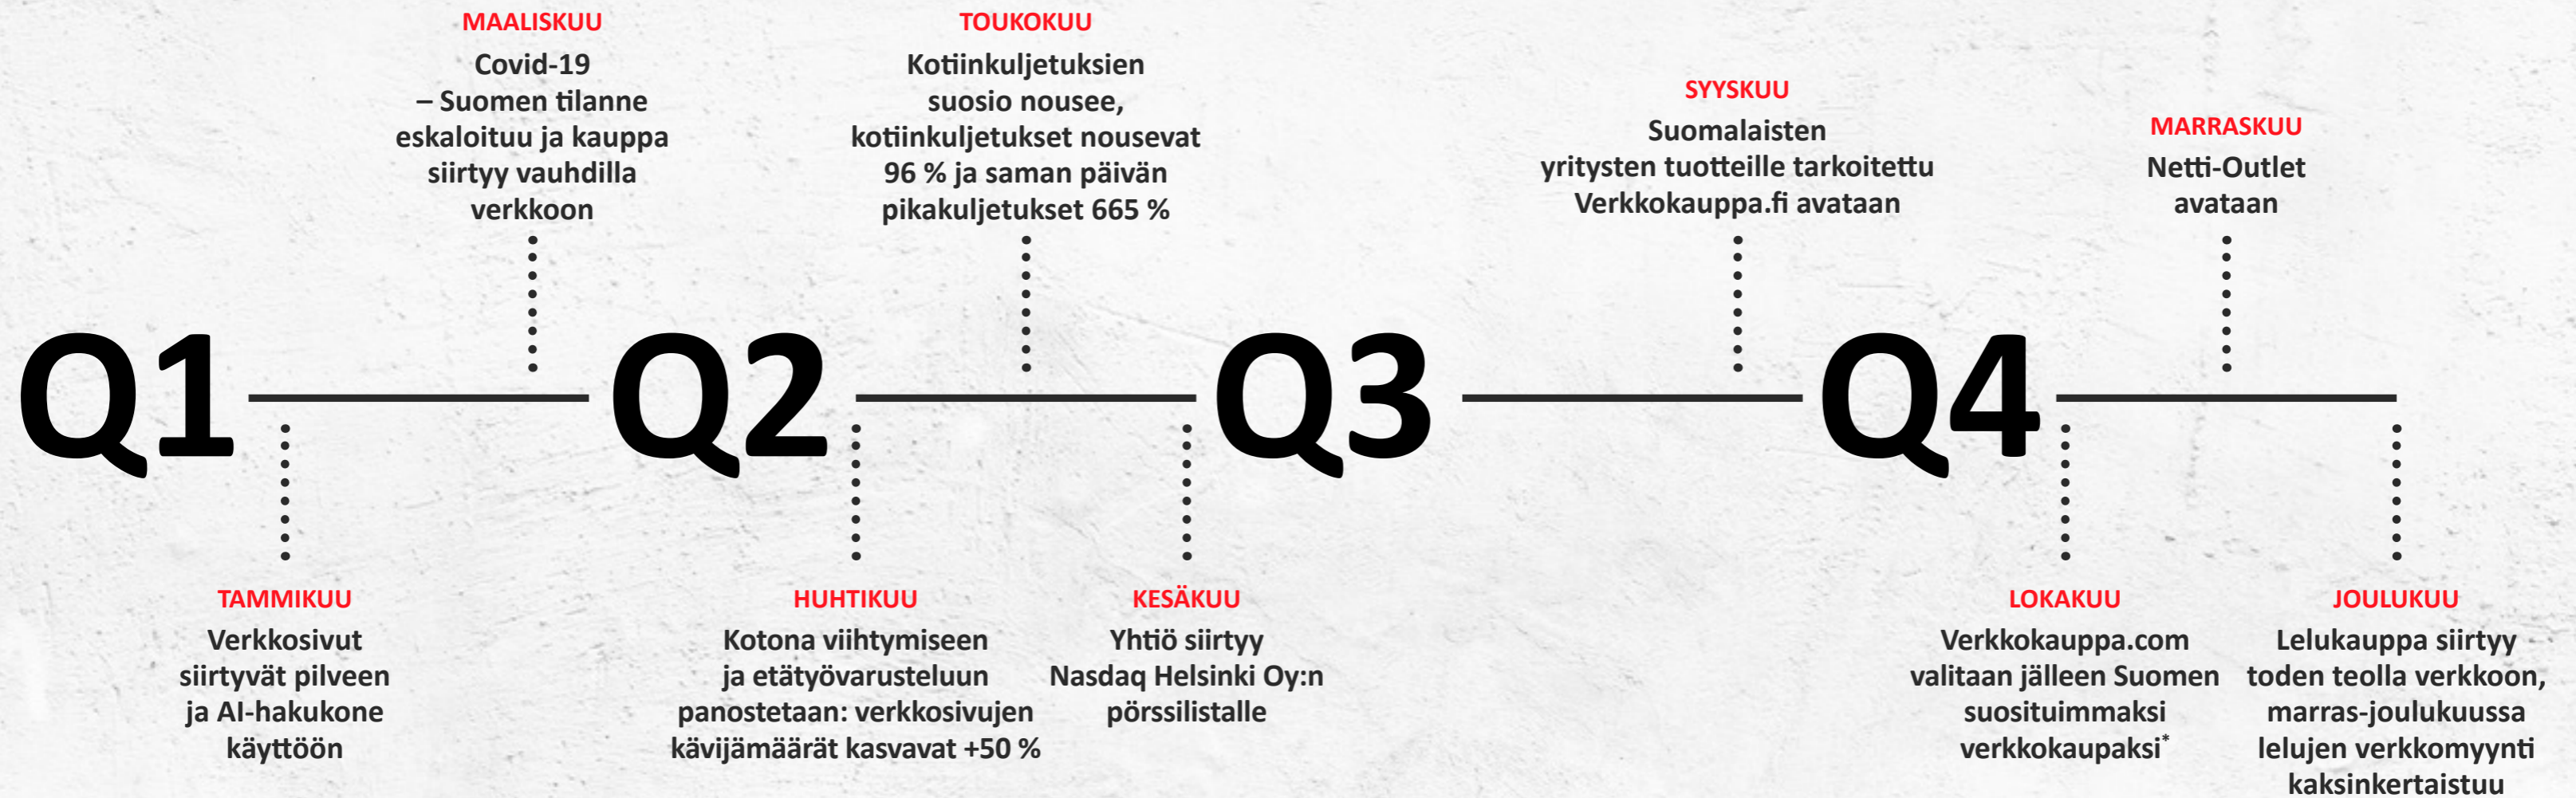 MAALISKUU
Covid-19
– Suomen tilanne
eskaloituu ja kauppa
siirtyy vauhdilla
verkkoon
TOUKOKUU
Kotiinkuljetuksien
suosio nousee,
kotiinkuljetukset nousevat
96 % ja saman päivän
pikakuljetukset 665 %
SYYSKUU
Suomalaisten
yritysten tuotteille tarkoitettu
Verkkokauppa.fi avataan
MARRASKUU
Netti-Outlet
avataan
Q1
Q2
Q3
Q4
TAMMIKUU
Verkkosivut
siirtyvät pilveen
ja AI-hakukone
käyttöön
HUHTIKUU
Kotona viihtymiseen
ja etätyövarusteluun
panostetaan: verkkosivujen
kävijämäärät kasvavat +50 %
KESÄKUU
Yhtiö siirtyy
Nasdaq Helsinki Oy:n
pörssilistalle
LOKAKUU
Verkkokauppa.com
valitaan jälleen Suomen
suosituimmaksi
verkkokaupaksi*
JOULUKUU
Lelukauppa siirtyy
toden teolla verkkoon,
marras-joulukuussa
lelujen verkkomyynti
kaksinkertaistuu